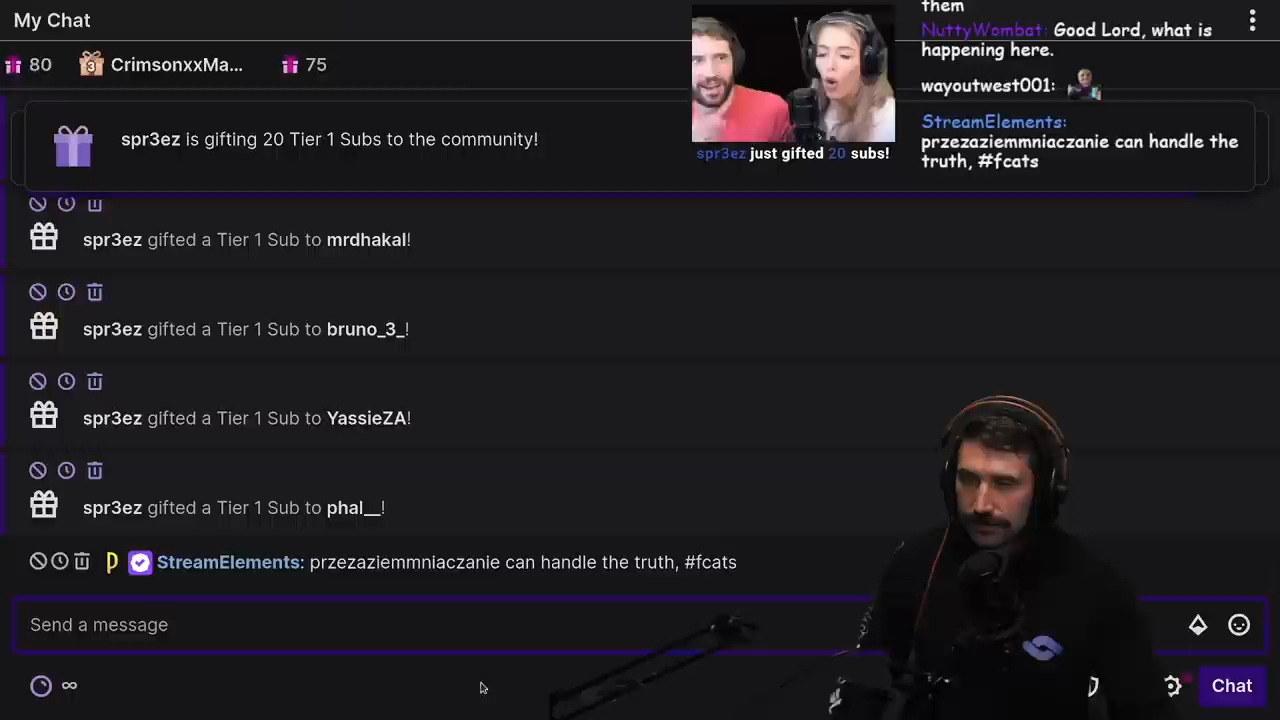 My Chat
80
3
CrimsonxxMa...
75
them
NuttyWombat: Good Lord, what is
happening here.
wayoutwest001:
StreamElements:
przezaziemmniaczanie can handle the
truth, #fcats
spr3ez is gifting 20 Tier 1 Subs to the community!
spr3ez just gifted 20 subs!
spr3ez gifted a Tier 1 Sub to mrdhakal!
spr3ez gifted a Tier 1 Sub to bruno_3_!
spr3ez gifted a Tier 1 Sub to YassieZA!
spr3ez gifted a Tier 1 Sub to phal__!
StreamElements: przezaziemmniaczanie can handle the truth, #fcats
Send a message
∞
Chat